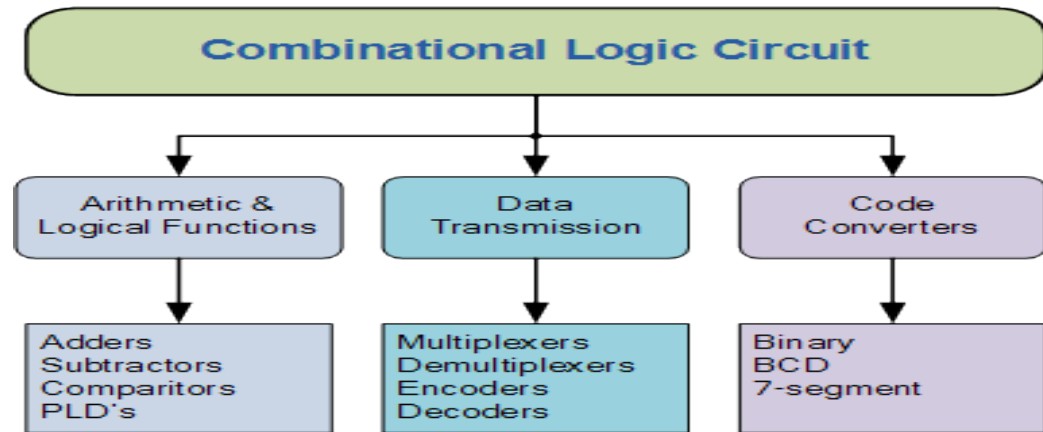 Combinational Logic Circuit
Arithmetic &
Logical Functions
Data
Transmission
Code
Converters
Adders
Subtractors
Comparitors
PLD's
Multiplexers
Demultiplexers
Encoders
Decoders
Binary
BCD
7-segment